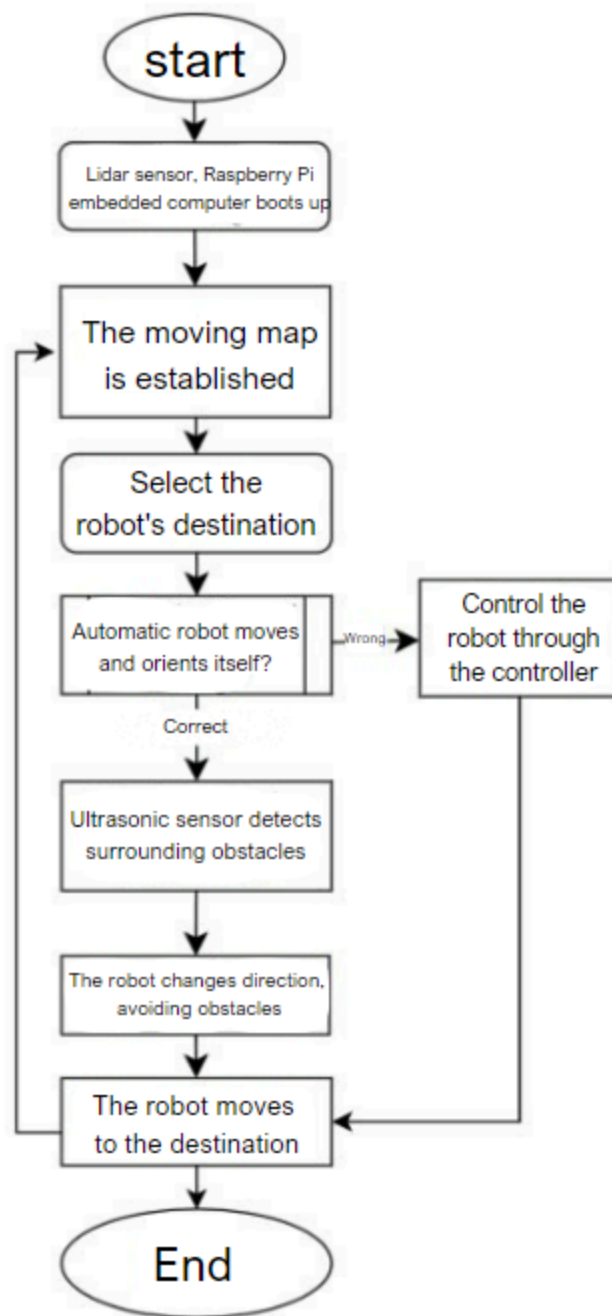 start
Lidar sensor, Raspberry Pi
embedded computer boots up
The moving map
is established
Select the
robot's destination
Automatic robot moves
and orients itself?
Wrong
Control the
robot through
the controller
Correct
Ultrasonic sensor detects
surrounding obstacles
The robot changes direction,
avoiding obstacles
The robot moves
to the destination
End